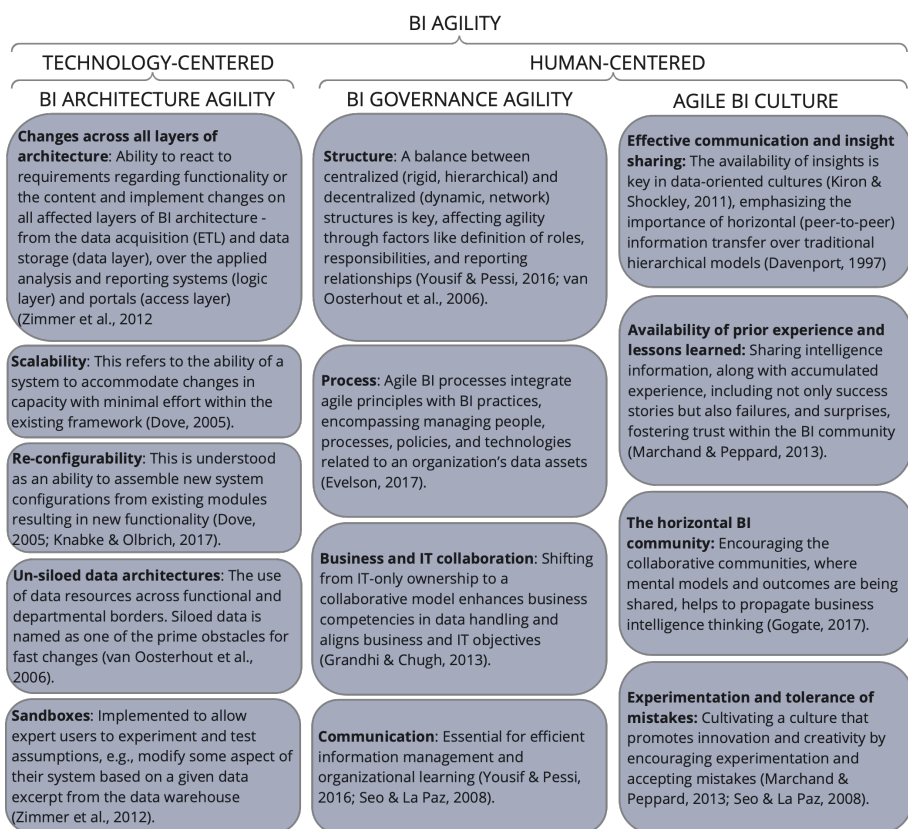 BI AGILITY
TECHNOLOGY-CENTERED
HUMAN-CENTERED
BI ARCHITECTURE AGILITY
BI GOVERNANCE AGILITY
AGILE BI CULTURE
Changes across all layers of
architecture: Ability to react to
requirements regarding functionality or
the content and implement changes on
all affected layers of BI architecture -
from the data acquisition (ETL) and data
storage (data layer), over the applied
analysis and reporting systems (logic
layer) and portals (access layer)
(Zimmer et al., 2012
Scalability: This refers to the ability of a
system to accommodate changes in
capacity with minimal effort within the
existing framework (Dove, 2005).
Re-configurability: This is understood
as an ability to assemble new system
configurations from existing modules
resulting in new functionality (Dove,
2005; Knabke & Olbrich, 2017).
Un-siloed data architectures: The use
of data resources across functional and
departmental borders. Siloed data is
named as one of the prime obstacles for
fast changes (van Oosterhout et al.,
2006).
Sandboxes: Implemented to allow
expert users to experiment and test
assumptions, e.g., modify some aspect of
their system based on a given data
excerpt from the data warehouse
(Zimmer et al., 2012).
Structure: A balance between
centralized (rigid, hierarchical) and
decentralized (dynamic, network)
structures is key, affecting agility
through factors like definition of roles,
responsibilities, and reporting
relationships (Yousif & Pessi, 2016; van
Oosterhout et al., 2006).
Process: Agile BI processes integrate
agile principles with BI practices,
encompassing managing people,
processes, policies, and technologies
related to an organization's data assets
(Evelson, 2017).
Business and IT collaboration: Shifting
from IT-only ownership to a
collaborative model enhances business
competencies in data handling and
aligns business and IT objectives
(Grandhi & Chugh, 2013).
Communication: Essential for efficient
information management and
organizational learning (Yousif & Pessi,
2016; Seo & La Paz, 2008).
Effective communication and insight
sharing: The availability of insights is
key in data-oriented cultures (Kiron &
Shockley, 2011), emphasizing the
importance of horizontal (peer-to-peer)
information transfer over traditional
hierarchical models (Davenport, 1997)
Availability of prior experience and
lessons learned: Sharing intelligence
information, along with accumulated
experience, including not only success
stories but also failures, and surprises,
fostering trust within the BI community
(Marchand & Peppard, 2013).
The horizontal BI
community: Encouraging the
collaborative communities, where
mental models and outcomes are being
shared, helps to propagate business
intelligence thinking (Gogate, 2017).
Experimentation and tolerance of
mistakes: Cultivating a culture that
promotes innovation and creativity by
encouraging experimentation and
accepting mistakes (Marchand &
Peppard, 2013; Seo & La Paz, 2008).